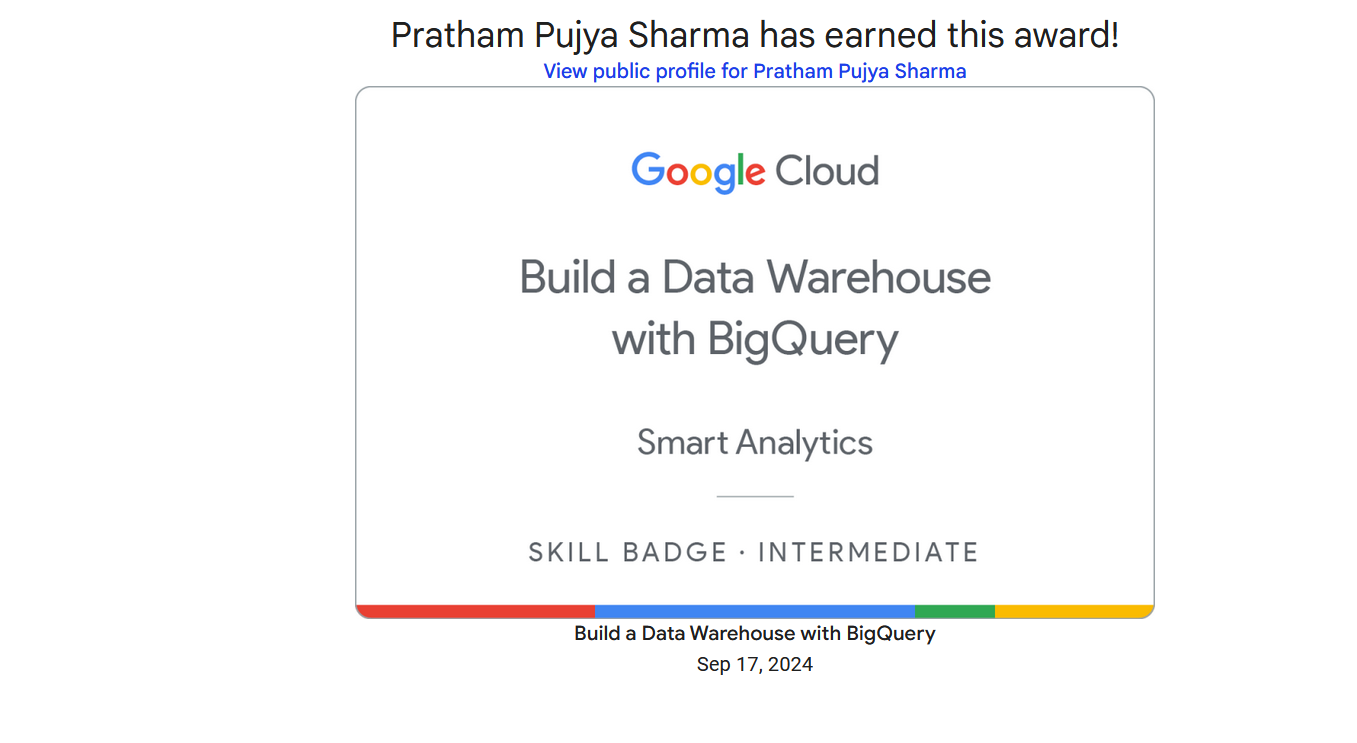 Pratham Pujya Sharma has earned this award!
View public profile for Pratham Pujya Sharma
Google Cloud
Build a Data Warehouse
with BigQuery
Smart Analytics
SKILL BADGE · INTERMEDIATE
Build a Data Warehouse with BigQuery
Sep 17, 2024